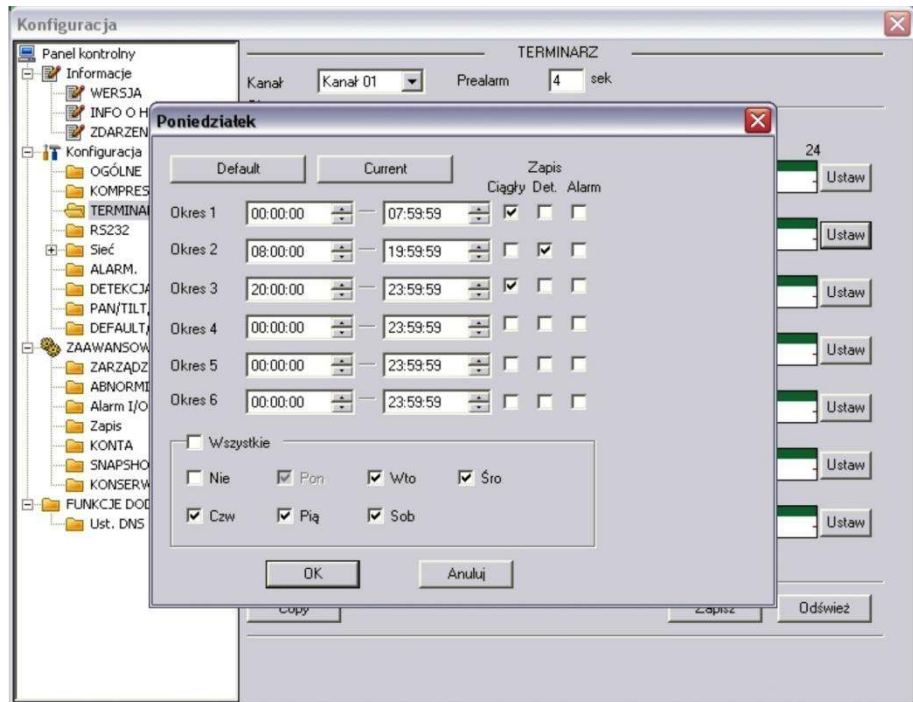 Konfiguracja
Panel kontrolny
Informacje
WERSJA
INFO O H
ZDARZEN
Konfiguracja
OGÓLNE
KOMPRES
TERMINA
RS232
Sieć
ALARM.
DETEKCJA
PAN/TILT,
DEFAULT,
ZAAWANSOW
ZARZĄDZ
ABNORMI
Alarm I/O
Zapis
KONTA
SNAPSHO
KONSERW
FUNKCJE DOD
Ust. DNS
TERMINARZ
Kanał Kanał 01 Prealarm 4 sek
24
Ustaw
Ustaw
Ustaw
Ustaw
Ustaw
Ustaw
Ustaw
Poniedziałek
Default Current Zapis
Ciągły Det. Alarm
Okres 1 00:00:00 — 07:59:59
Okres 2 08:00:00 — 19:59:59
Okres 3 20:00:00 — 23:59:59
Okres 4 00:00:00 — 23:59:59
Okres 5 00:00:00 — 23:59:59
Okres 6 00:00:00 — 23:59:59
Wszystkie
Nie Pon Wto Śro
Czw Pią Sob
OK Anuluj
Copy Zapisz Odśwież